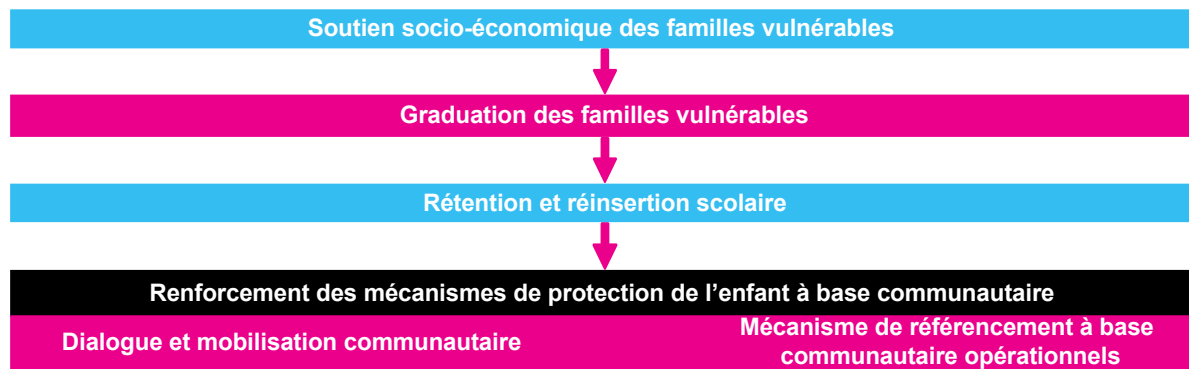 Soutien socio-économique des familles vulnérables
Graduation des familles vulnérables
Rétention et réinsertion scolaire
Renforcement des mécanismes de protection de l'enfant à base communautaire
Dialogue et mobilisation communautaire
Mécanisme de référencement à base
communautaire opérationnels